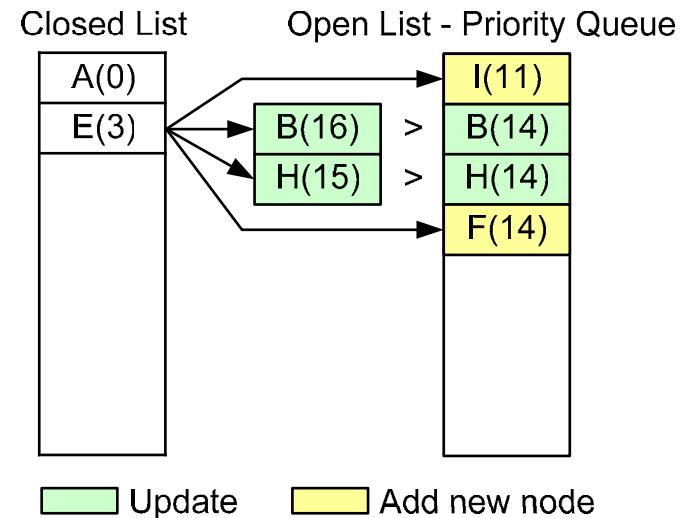 Closed List Open List - Priority Queue
A(0) I(11)
E(3) B(16) > B(14)
H(15) > H(14)
F(14)
Update Add new node